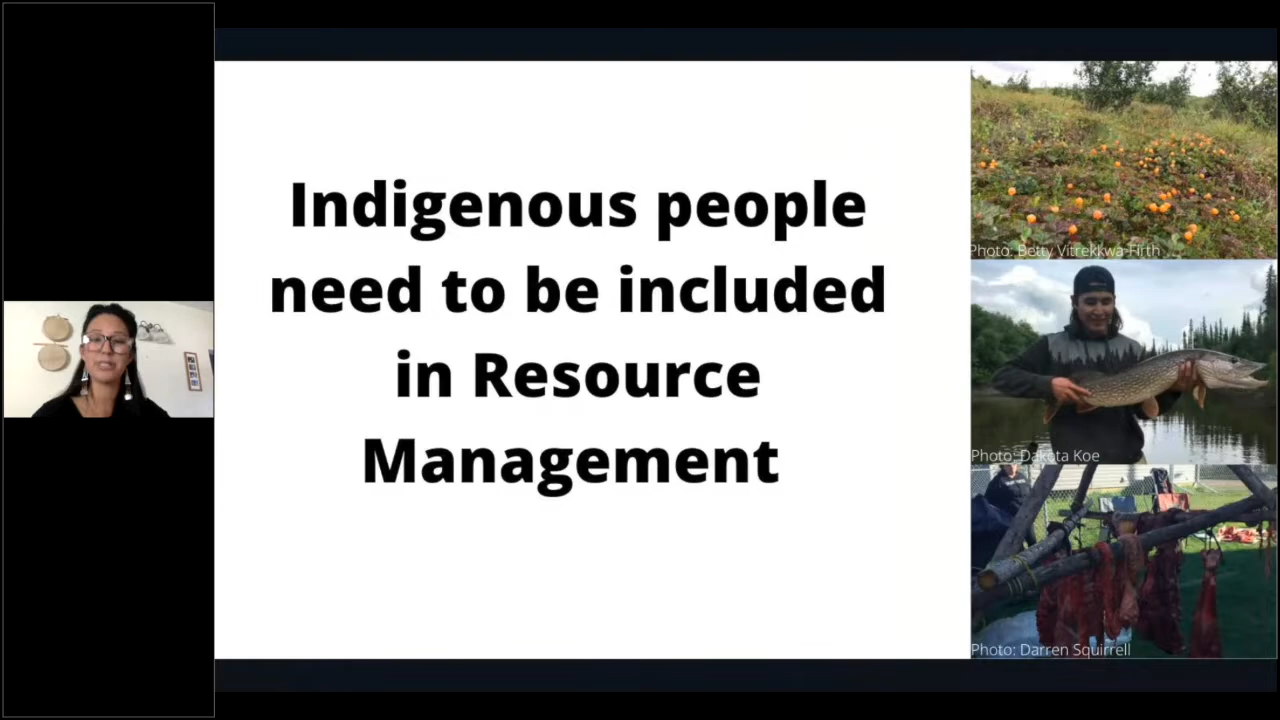 Indigenous people
need to be included
in Resource
Management
Photo: Betty Vitrekkwa-Firth
Photo: Dakota Koe
Photo: Darren Squirrell